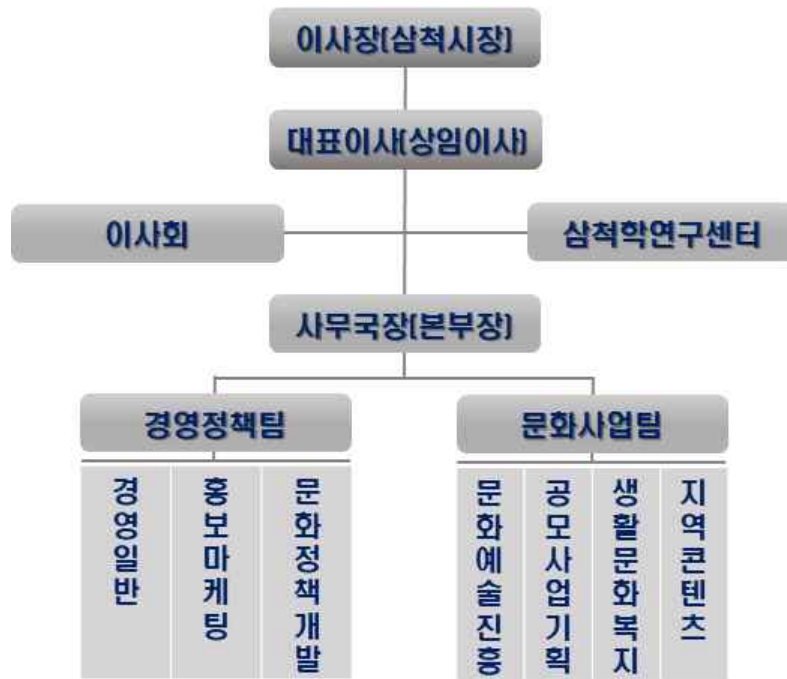 이사장(삼척시장)
대표이사(상임이사)
이사회
삼척학연구센터
사무국장(본부장)
경영정책팀
문화사업팀
경영일반
홍보마케팅
문화정책개발
문화예술진흥
공모사업기획
생활문화복지
지역콘텐츠